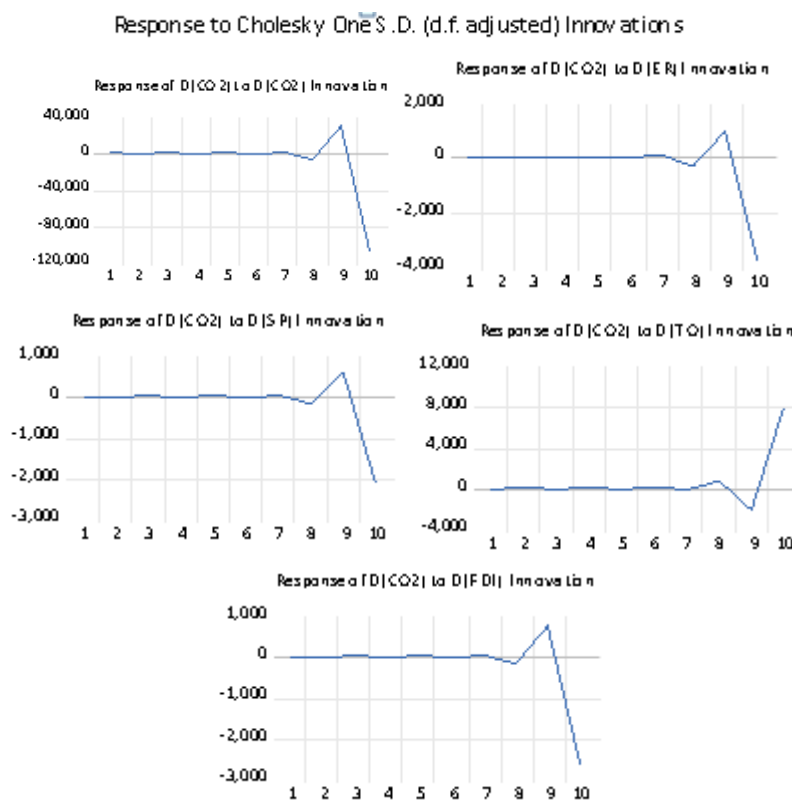 Response to Cholesky One S.D. (d.f. adjusted) Innovations
Response of D(CO2) to D(CO2) Innovation
40,000
0
-40,000
-80,000
-120,000
1 2 3 4 5 6 7 8 9 10
Response of D(CO2) to D(ER) Innovation
2,000
0
-2,000
-4,000
1 2 3 4 5 6 7 8 9 10
Response of D(CO2) to D(SP) Innovation
1,000
0
-1,000
-2,000
-3,000
1 2 3 4 5 6 7 8 9 10
Response of D(CO2) to D(TO) Innovation
12,000
8,000
4,000
0
-4,000
1 2 3 4 5 6 7 8 9 10
Response of D(CO2) to D(FDI) Innovation
1,000
0
-1,000
-2,000
-3,000
1 2 3 4 5 6 7 8 9 10